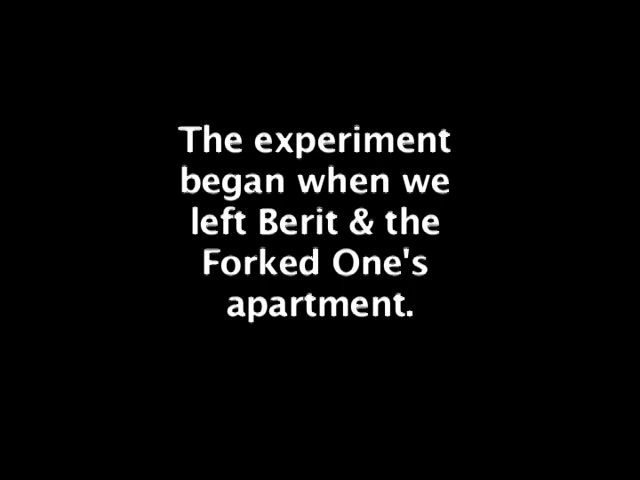 The experiment
began when we
left Berit & the
Forked One's
apartment.